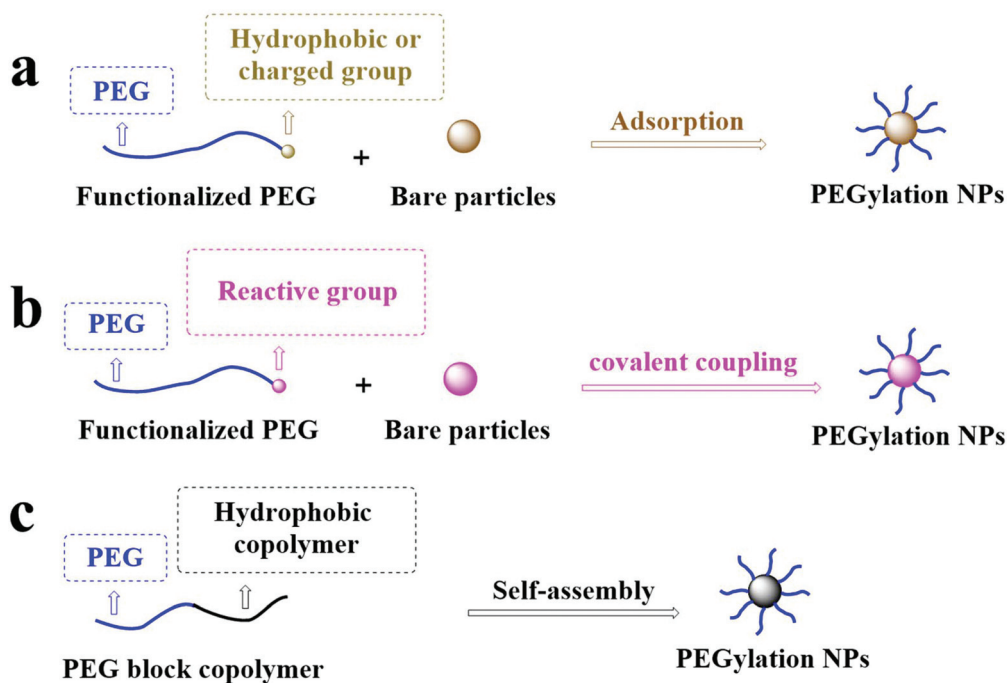 a
Hydrophobic or
charged group
PEG
+
Adsorption
Functionalized PEG
Bare particles
PEGylation NPs
b
Reactive group
PEG
+
covalent coupling
Functionalized PEG
Bare particles
PEGylation NPs
c
Hydrophobic
copolymer
PEG
Self-assembly
PEG block copolymer
PEGylation NPs